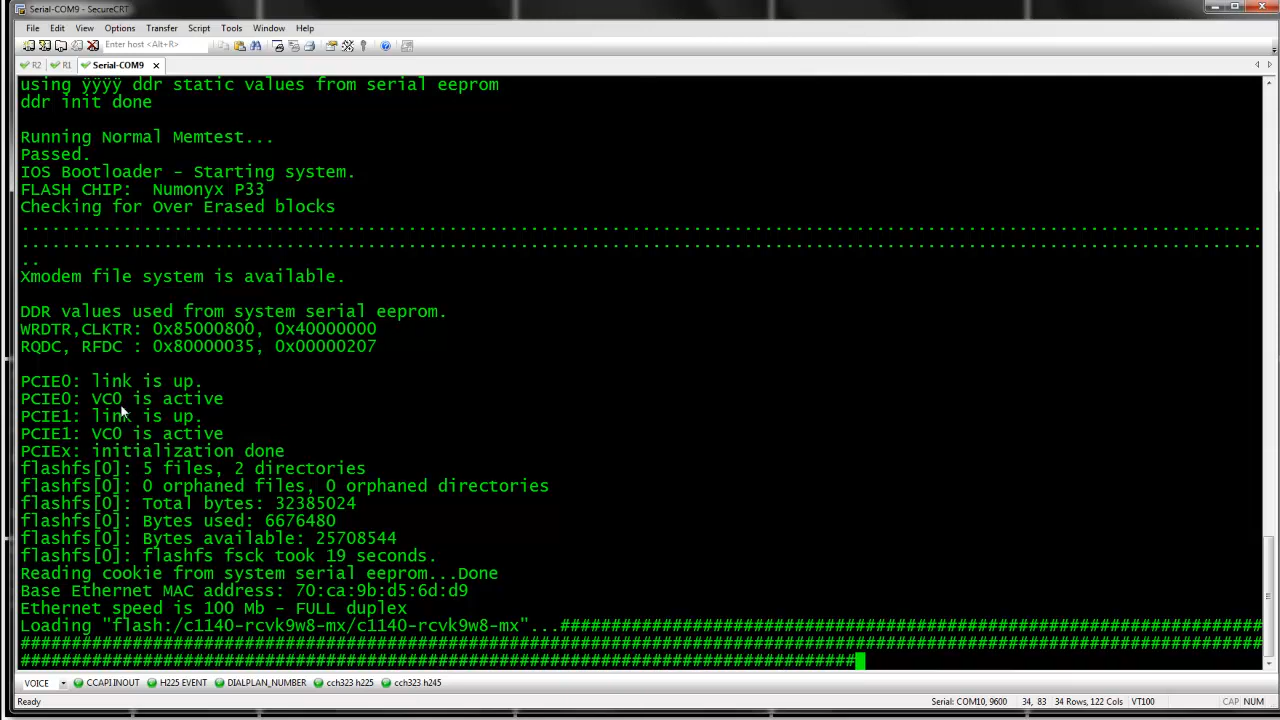 Serial-COM9 - SecureCRT
File Edit View Options Transfer Script Tools Window Help
Enter host <Alt+R>
R2 R1 Serial-COM9
using ÿÿÿÿ ddr static values from serial eeprom
ddr init done
Running Normal Memtest...
Passed.
IOS Bootloader - Starting system.
FLASH CHIP:  Numonyx P33
Checking for Over Erased blocks
..........................................................................................................................
..........................................................................................................................
..
Xmodem file system is available.
DDR values used from system serial eeprom.
WRDTR,CLKTR: 0x85000800, 0x40000000
RQDC, RFDC : 0x80000035, 0x00000207
PCIE0: link is up.
PCIE0: VC0 is active
PCIE1: link is up.
PCIE1: VC0 is active
PCIEx: initialization done
flashfs[0]: 5 files, 2 directories
flashfs[0]: 0 orphaned files, 0 orphaned directories
flashfs[0]: Total bytes: 32385024
flashfs[0]: Bytes used: 6676480
flashfs[0]: Bytes available: 25708544
flashfs[0]: flashfs fsck took 19 seconds.
Reading cookie from system serial eeprom...Done
Base Ethernet MAC address: 70:ca:9b:d5:6d:d9
Ethernet speed is 100 Mb - FULL duplex
Loading "flash:/c1140-rcvk9w8-mx/c1140-rcvk9w8-mx"...#####################################################################
##########################################################################################################################
##################################################################################
VOICE CCAPI INOUT H225 EVENT DIALPLAN_NUMBER cch323 h225 cch323 h245
Ready Serial: COM10, 9600 34, 83 34 Rows, 122 Cols VT100 CAP NUM